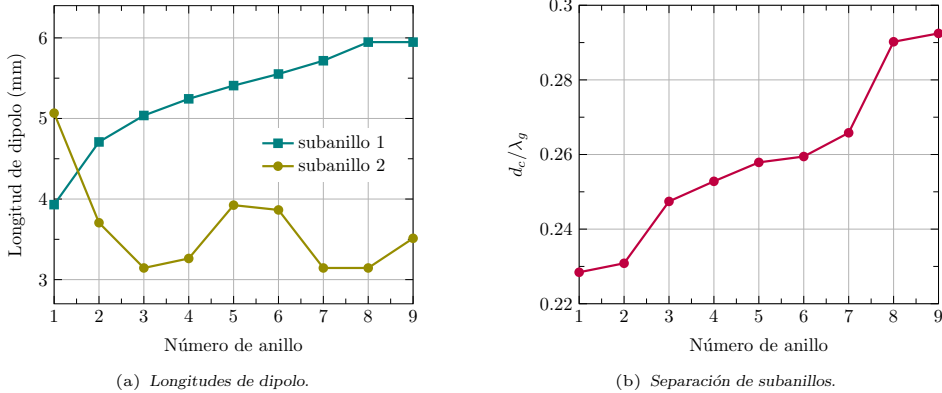 6
5
4
3
Longitud de dipolo (mm)
subanillo 1
subanillo 2
1 2 3 4 5 6 7 8 9
Número de anillo
(a) Longitudes de dipolo.
0.3
0.28
0.26
0.24
0.22
d_c/λ_g
1 2 3 4 5 6 7 8 9
Número de anillo
(b) Separación de subanillos.